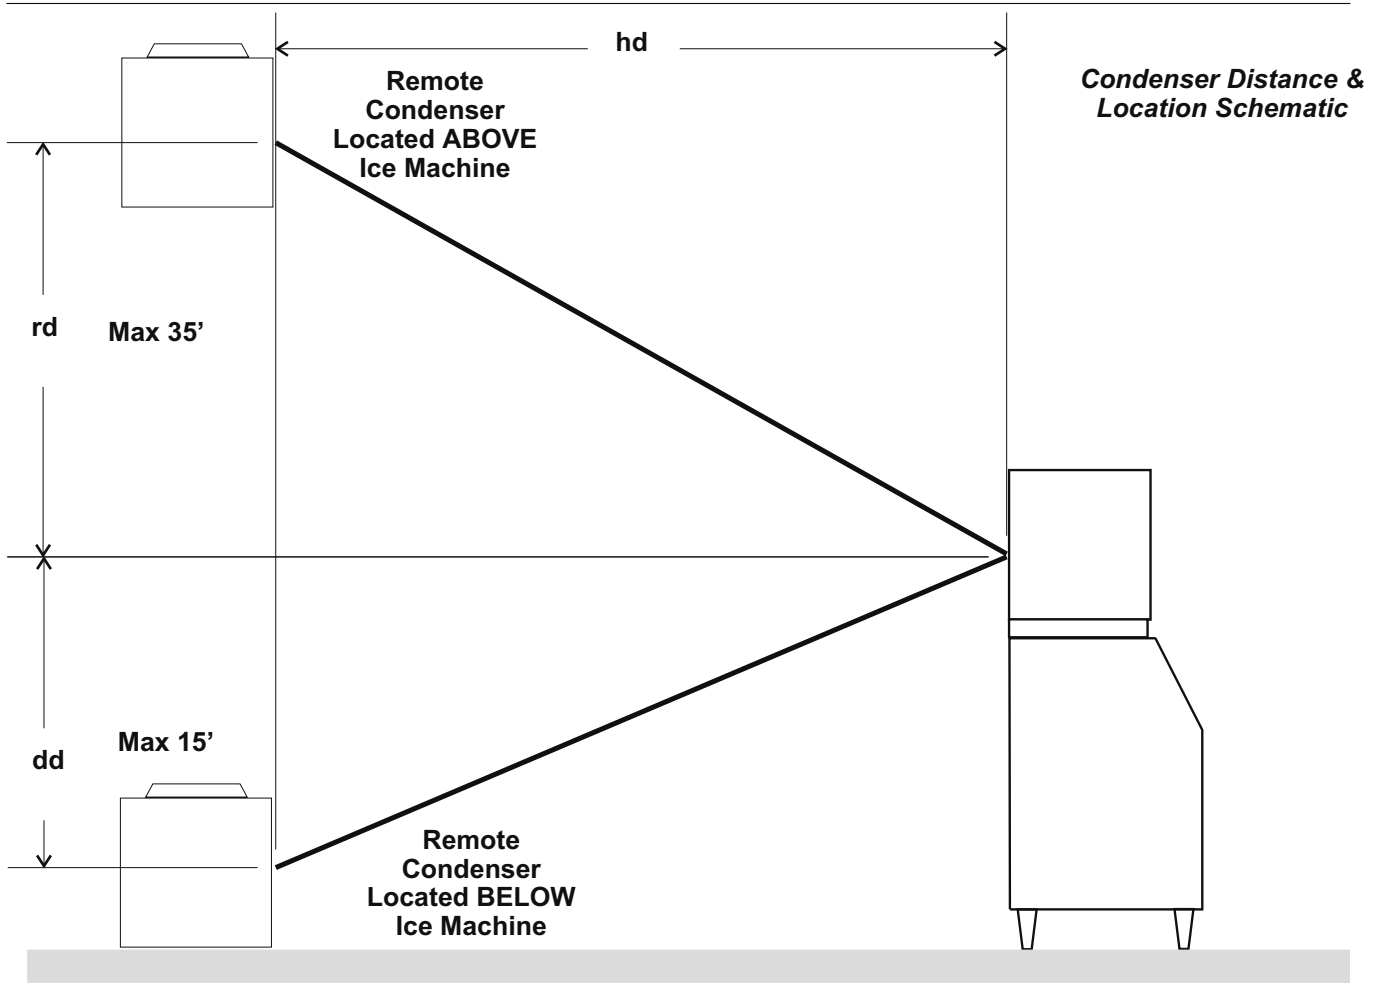 hd
Condenser Distance &
Location Schematic
Remote
Condenser
Located ABOVE
Ice Machine
rd
Max 35’
Max 15’
dd
Remote
Condenser
Located BELOW
Ice Machine